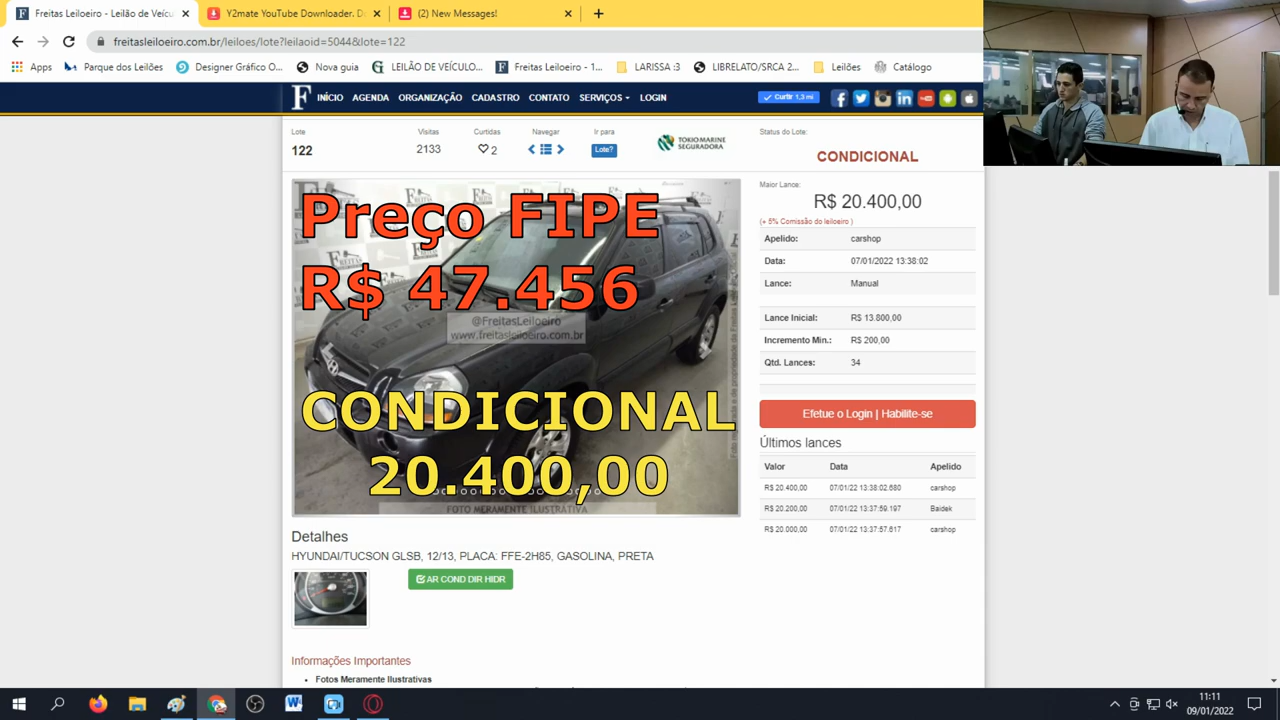 Freitas Leiloeiro - Leilão de Veícu
Y2mate YouTube Downloader, D
(2) New Messages!
freitasleiloeiro.com.br/leiloes/lote?leilaoid=5044&lote=122
Apps
Parque dos Leilões
Designer Gráfico O...
Nova guia
LEILÃO DE VEÍCULO...
Freitas Leiloeiro - 1...
LARISSA :3
LIBRELATO/SRCA 2...
Leilões
Catálogo
F INÍCIO AGENDA ORGANIZAÇÃO CADASTRO CONTATO SERVIÇOS LOGIN
Curtir 1,3 mi
Lote
122
Visitas
2133
Curtidas
2
Navegar
Ir para
Lote?
TOKIO MARINE
SEGURADORA
Status do Lote:
CONDICIONAL
Preço FIPE
R$ 47.456
@FreitasLeiloeiro
www.freitasleiloeiro.com.br
CONDICIONAL
20.400,00
FOTO MERAMENTE ILUSTRATIVA
Maior Lance:
R$ 20.400,00
(+ 5% Comissão do leiloeiro )
Apelido: carshop
Data: 07/01/2022 13:38:02
Lance: Manual
Lance Inicial: R$ 13.800,00
Incremento Min.: R$ 200,00
Qtd. Lances: 34
Efetue o Login | Habilite-se
Últimos lances
Valor Data Apelido
R$ 20.400,00 07/01/22 13:38:02.680 carshop
R$ 20.200,00 07/01/22 13:37:59.197 Baidek
R$ 20.000,00 07/01/22 13:37:57.617 carshop
Detalhes
HYUNDAI/TUCSON GLSB, 12/13, PLACA: FFE-2H85, GASOLINA, PRETA
AR COND DIR HIDR
Informações Importantes
Fotos Meramente Ilustrativas
11:11
09/01/2022